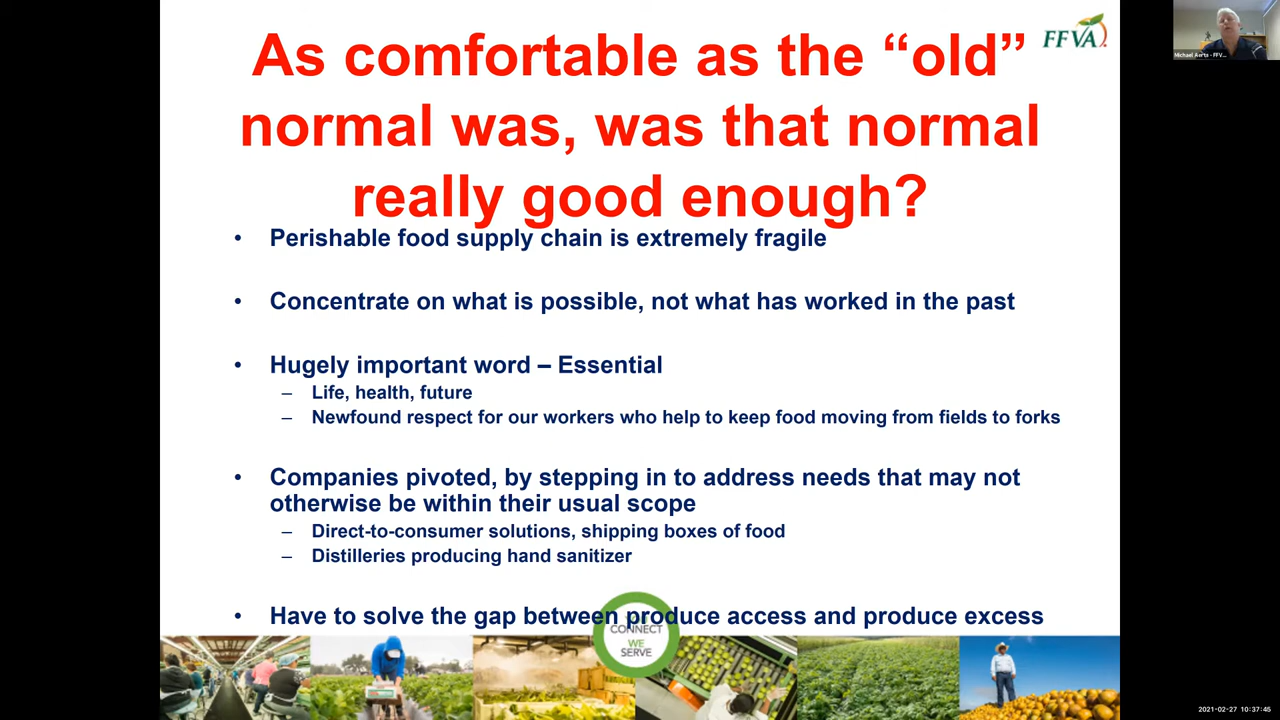 As comfortable as the “old”
normal was, was that normal
really good enough?
FFVA
Michael Aerts - FFV...
• Perishable food supply chain is extremely fragile
• Concentrate on what is possible, not what has worked in the past
• Hugely important word – Essential
– Life, health, future
– Newfound respect for our workers who help to keep food moving from fields to forks
• Companies pivoted, by stepping in to address needs that may not
otherwise be within their usual scope
– Direct-to-consumer solutions, shipping boxes of food
– Distilleries producing hand sanitizer
• Have to solve the gap between produce access and produce excess
CONNECT
WE
SERVE
2021-02-27 10:37:45